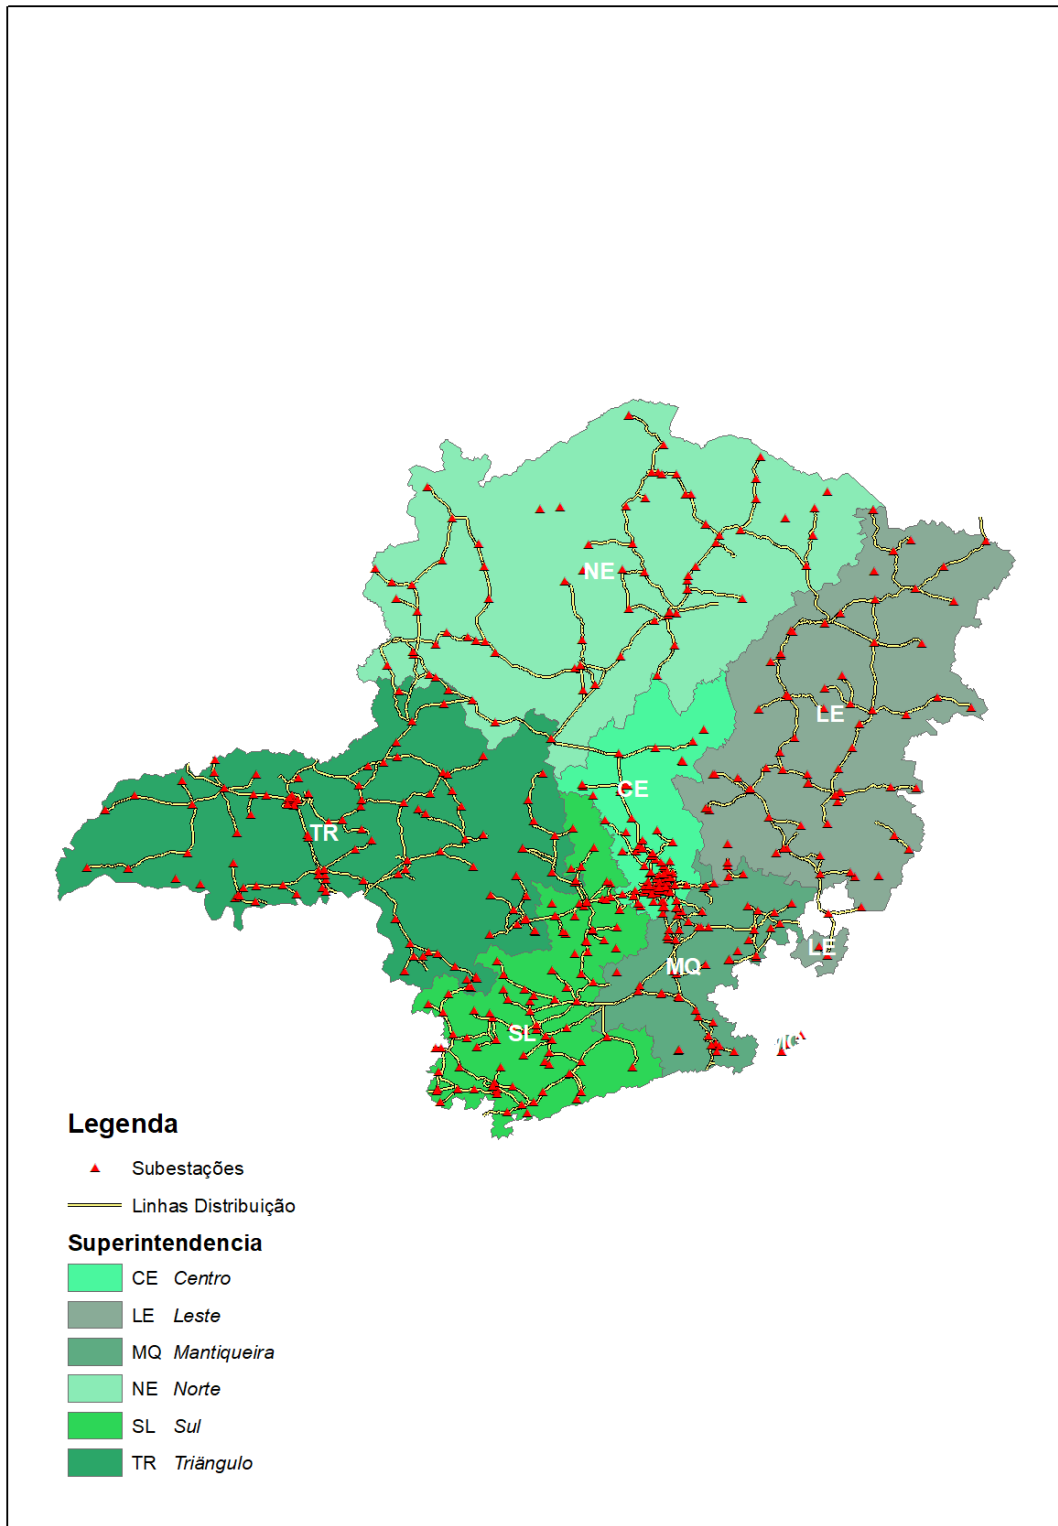 NE
LE
CE
TR
LE
MQ
SL
Legenda
Subestações
Linhas Distribuição
Superintendencia
CE Centro
LE Leste
MQ Mantiqueira
NE Norte
SL Sul
TR Triängulo